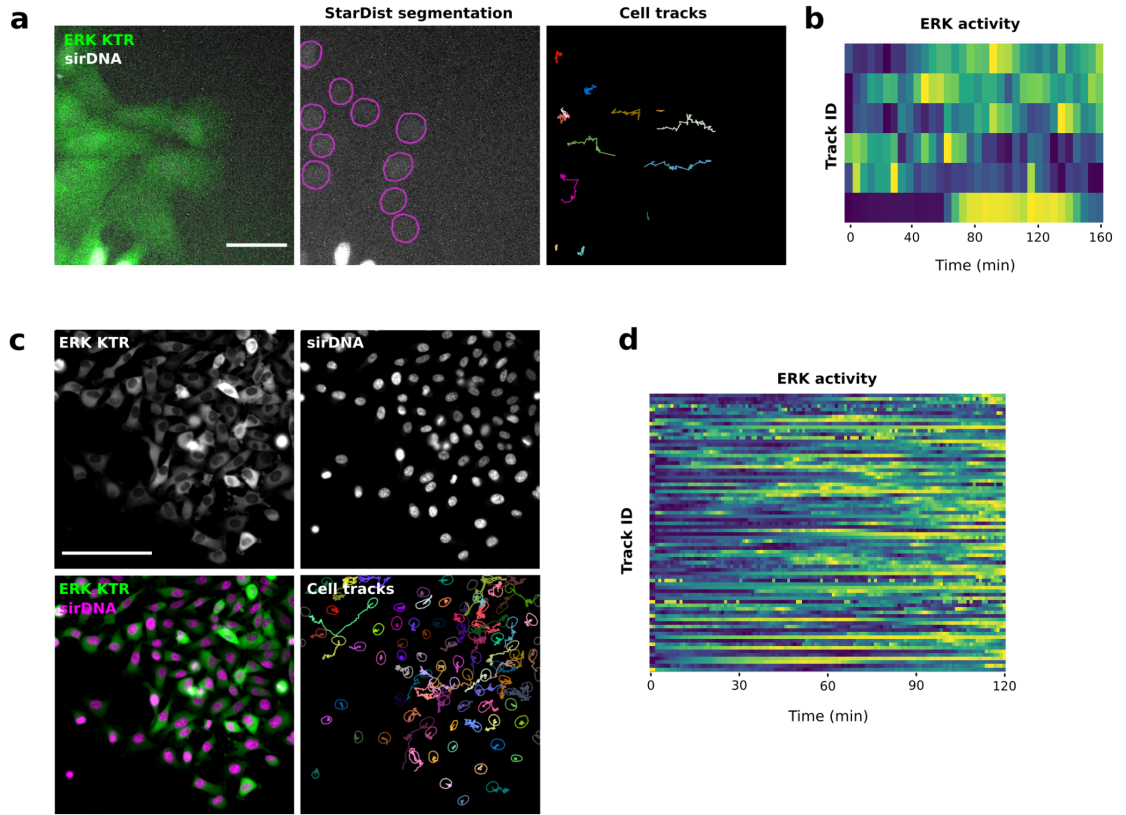 a
StarDist segmentation
Cell tracks
ERK KTR
sirDNA
b
ERK activity
Track ID
0 40 80 120 160
Time (min)
c
ERK KTR
sirDNA
ERK KTR
sirDNA
Cell tracks
d
ERK activity
Track ID
0 30 60 90 120
Time (min)